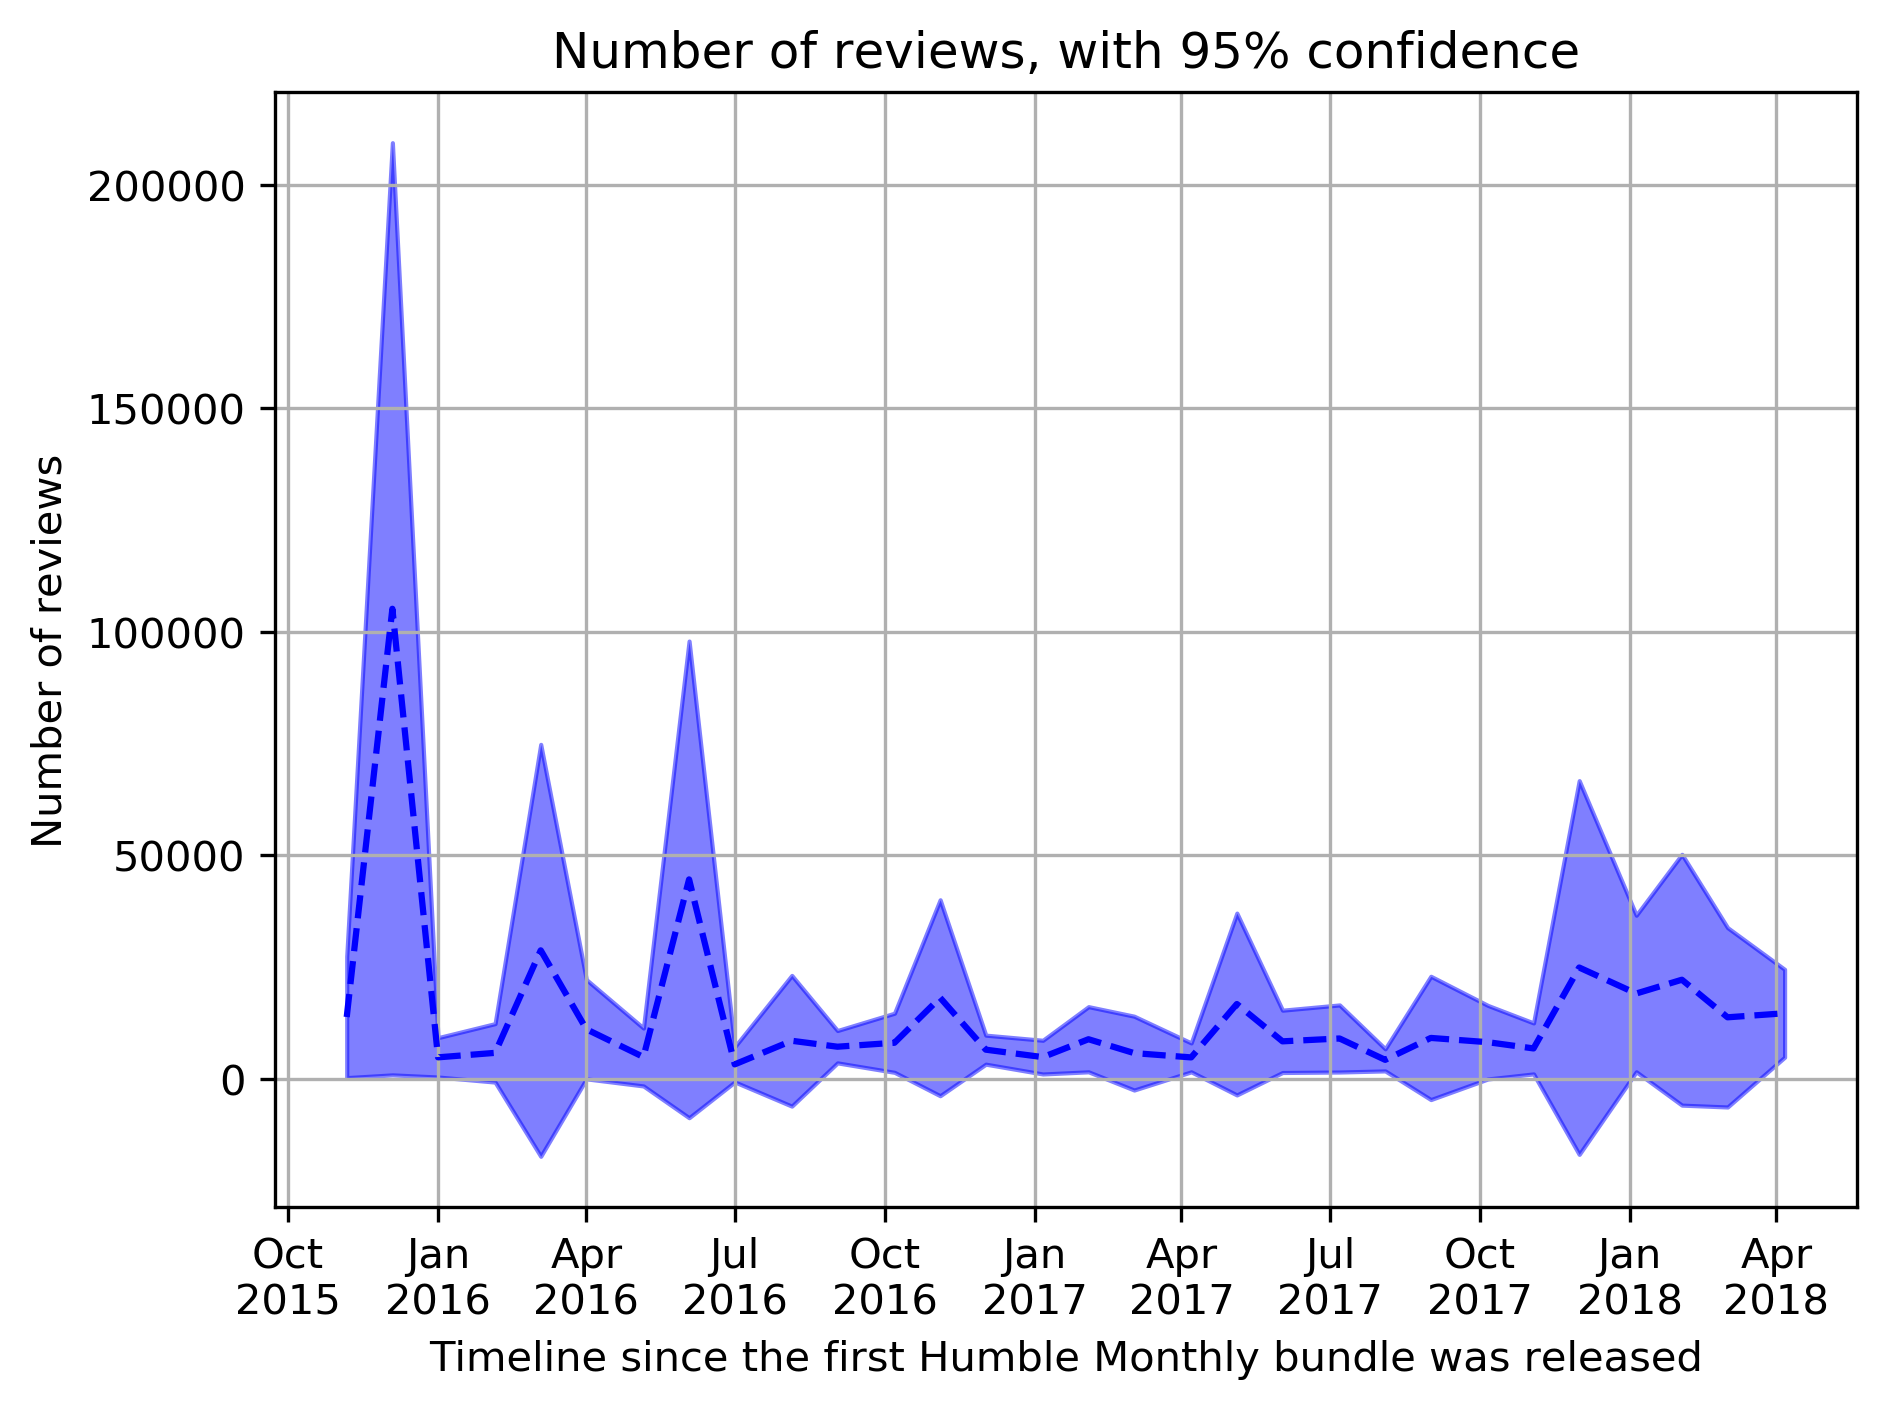 Number of reviews, with 95% confidence
Number of reviews
200000
150000
100000
50000
0
Oct Jan Apr Jul Oct Jan Apr Jul Oct Jan Apr
2015 2016 2016 2016 2016 2017 2017 2017 2017 2018 2018
Timeline since the first Humble Monthly bundle was released